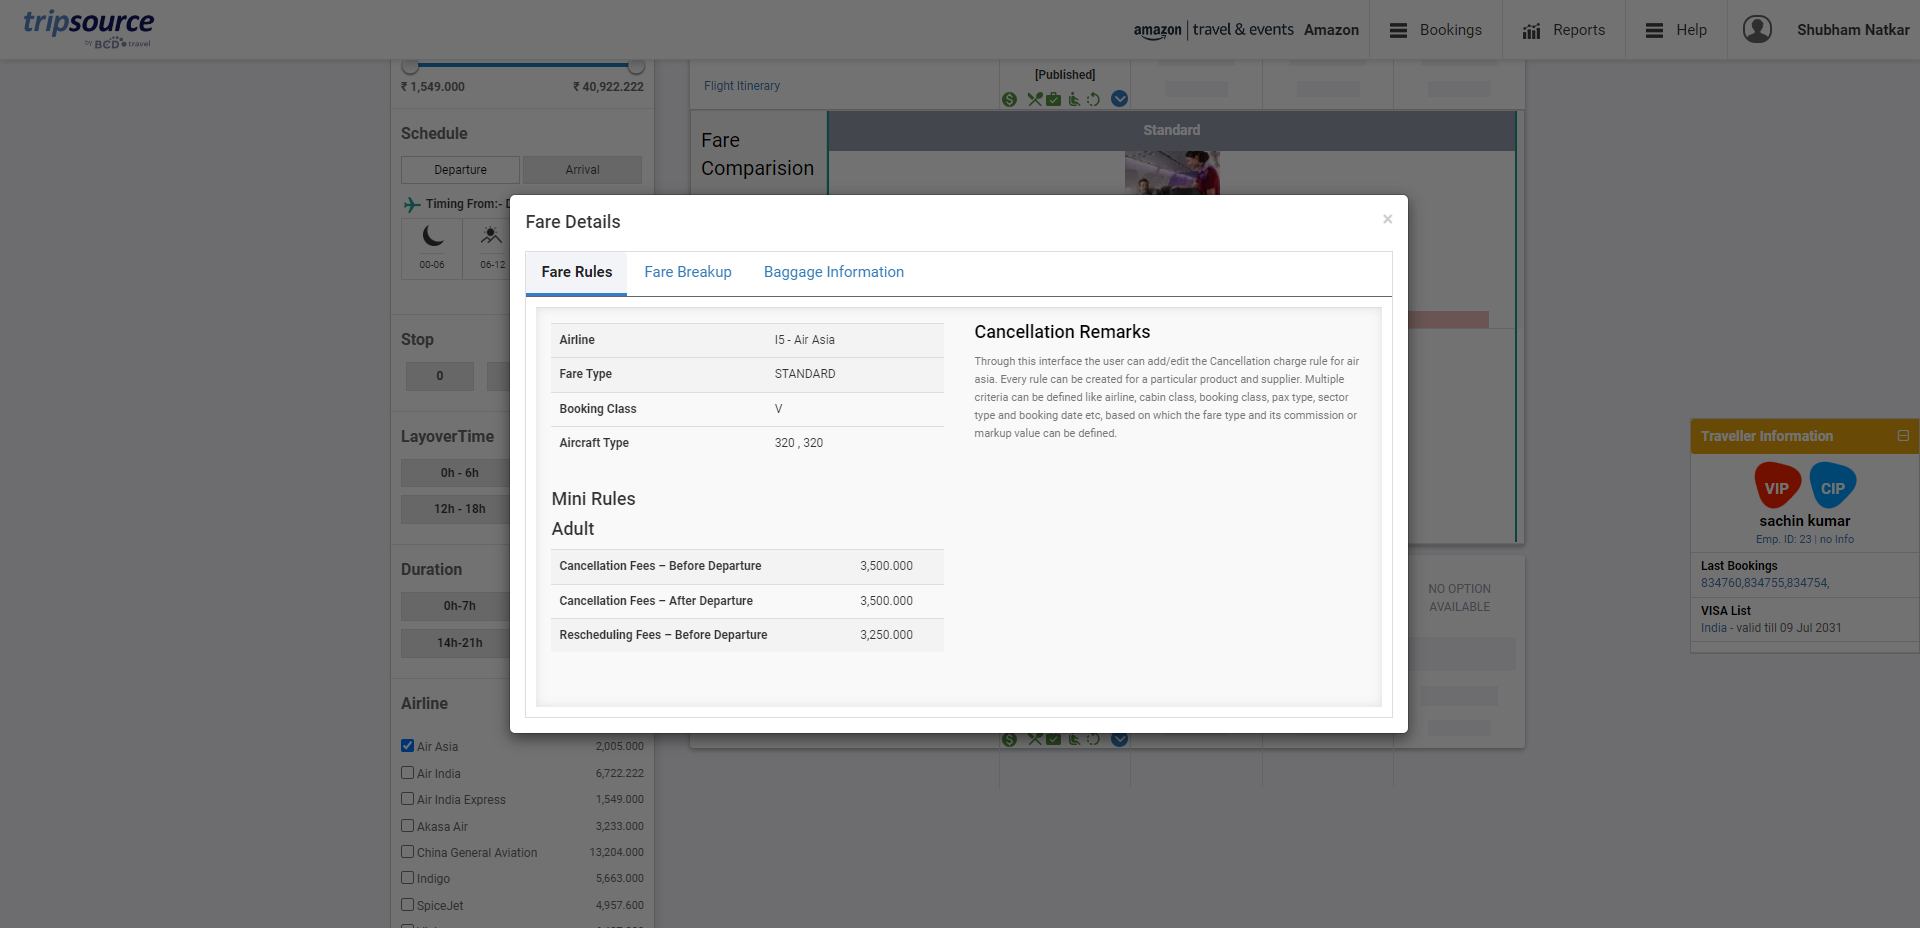 tripsource
by BCD travel
amazon | travel & events Amazon
Bookings
Reports
Help
Shubham Natkar
₹ 1,549.000 ₹ 40,922.222
Schedule
Departure Arrival
Timing From:- D
00-06 06-12
Stop
0
LayoverTime
0h - 6h
12h - 18h
Duration
0h-7h
14h-21h
Airline
Air Asia 2,005.000
Air India 6,722.222
Air India Express 1,549.000
Akasa Air 3,233.000
China General Aviation 13,204.000
Indigo 5,663.000
SpiceJet 4,957.600
Flight Itinerary
[Published]
Fare
Comparision
Standard
Fare Details
×
Fare Rules Fare Breakup Baggage Information
Airline I5 - Air Asia
Fare Type STANDARD
Booking Class V
Aircraft Type 320 , 320
Mini Rules
Adult
Cancellation Fees – Before Departure 3,500.000
Cancellation Fees – After Departure 3,500.000
Rescheduling Fees – Before Departure 3,250.000
Cancellation Remarks
Through this interface the user can add/edit the Cancellation charge rule for air
asia. Every rule can be created for a particular product and supplier. Multiple
criteria can be defined like airline, cabin class, booking class, pax type, sector
type and booking date etc, based on which the fare type and its commission or
markup value can be defined.
NO OPTION
AVAILABLE
Traveller Information
VIP CIP
sachin kumar
Emp. ID: 23 | no Info
Last Bookings
834760,834755,834754,
VISA List
India - valid till 09 Jul 2031